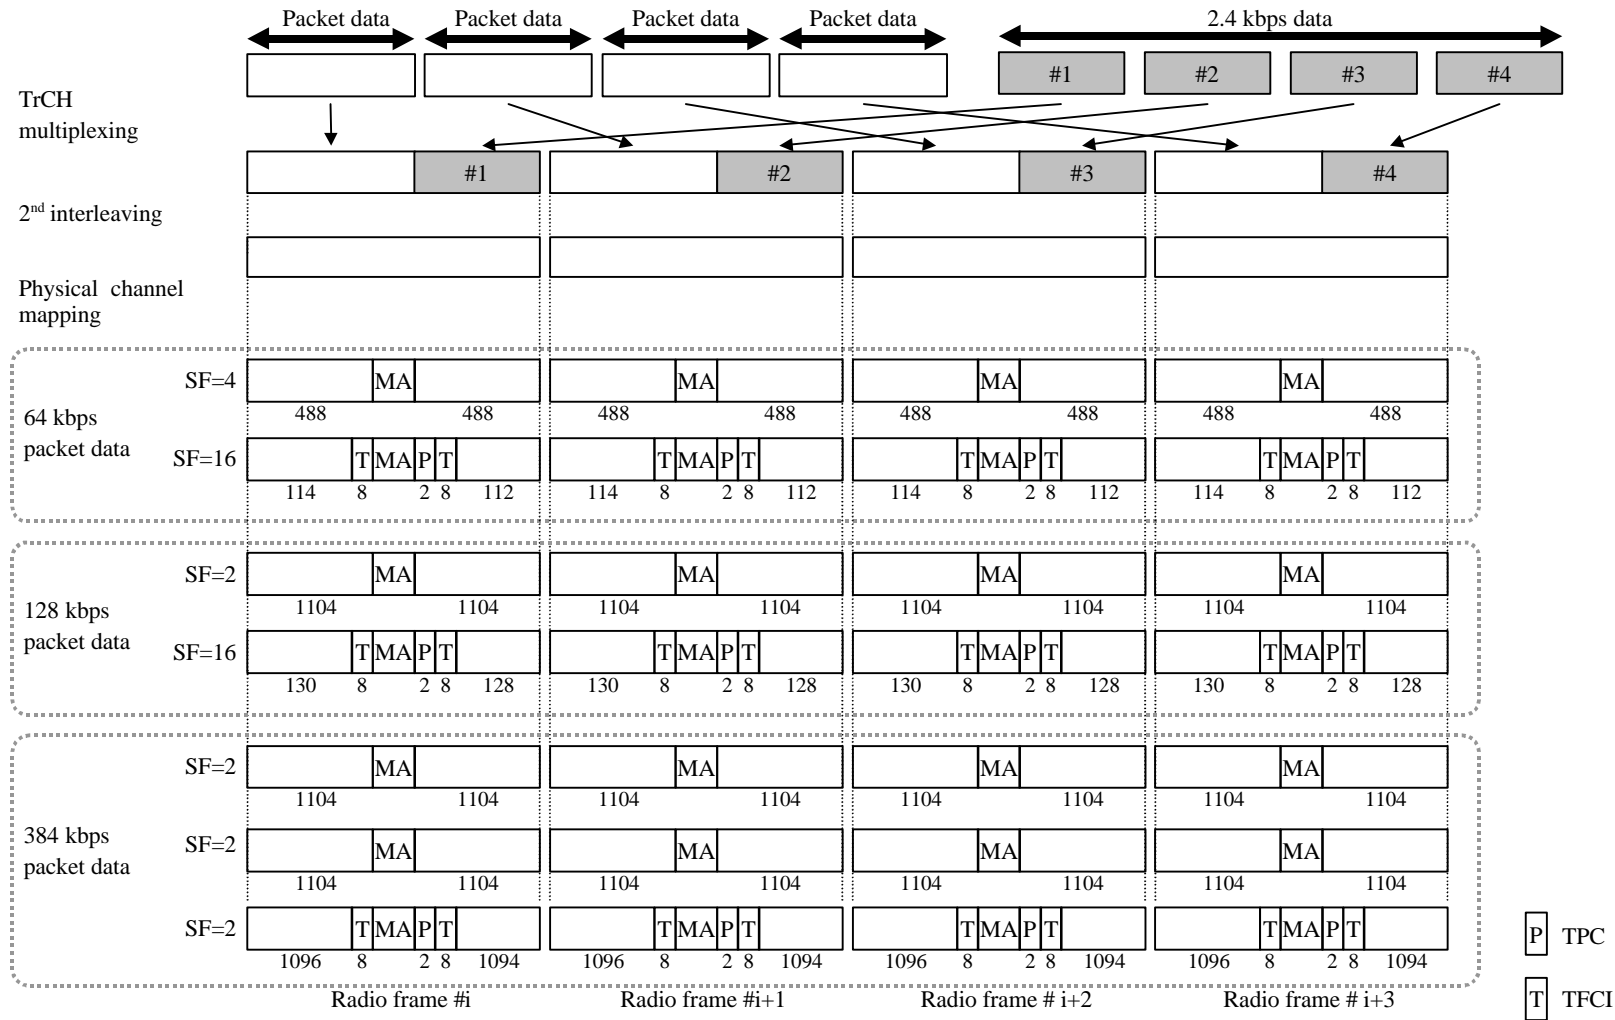 Packet data Packet data Packet data Packet data 2.4 kbps data
#1 #2 #3 #4
TrCH
multiplexing
#1 #2 #3 #4
2nd interleaving
Physical channel
mapping
64 kbps
packet data
SF=4 MA MA MA MA
488 488 488 488 488 488 488 488
SF=16 T MA P T T MA P T T MA P T T MA P T
114 8 2 8 112 114 8 2 8 112 114 8 2 8 112 114 8 2 8 112
128 kbps
packet data
SF=2 MA MA MA MA
1104 1104 1104 1104 1104 1104 1104 1104
SF=16 T MA P T T MA P T T MA P T T MA P T
130 8 2 8 128 130 8 2 8 128 130 8 2 8 128 130 8 2 8 128
384 kbps
packet data
SF=2 MA MA MA MA
1104 1104 1104 1104 1104 1104 1104 1104
SF=2 MA MA MA MA
1104 1104 1104 1104 1104 1104 1104 1104
SF=2 T MA P T T MA P T T MA P T T MA P T
1096 8 2 8 1094 1096 8 2 8 1094 1096 8 2 8 1094 1096 8 2 8 1094
Radio frame #i Radio frame #i+1 Radio frame # i+2 Radio frame # i+3
P TPC
T TFCI